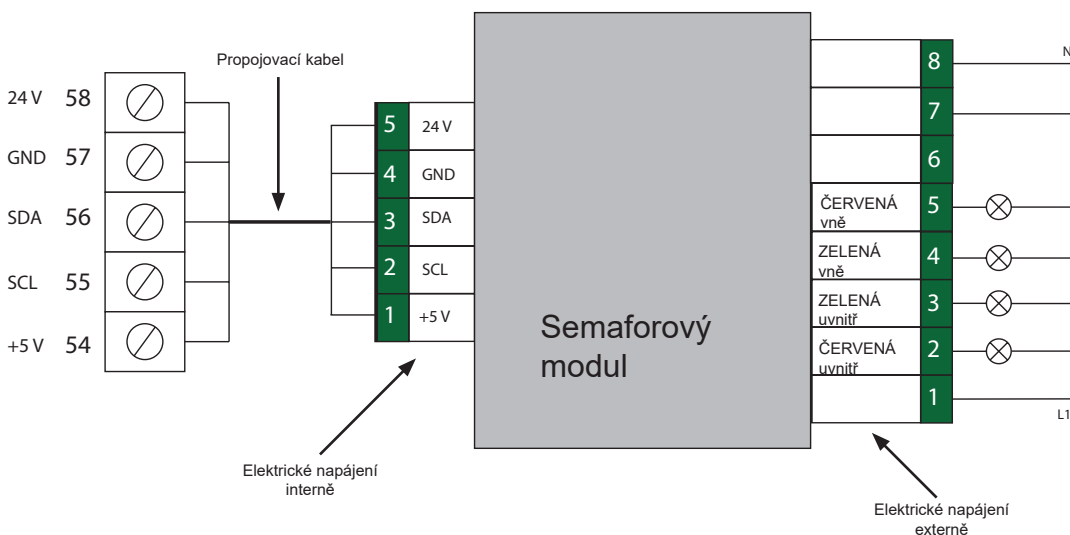 Propojovací kabel
24 V 58
GND 57
SDA 56
SCL 55
+5 V 54
5 24 V
4 GND
3 SDA
2 SCL
1 +5 V
Elektrické napájení
interně
Semaforový
modul
8 N
7
6
ČERVENÁ
vně 5
ZELENÁ
vně 4
ZELENÁ
uvnitř 3
ČERVENÁ
uvnitř 2
1 L1
Elektrické napájení
externě